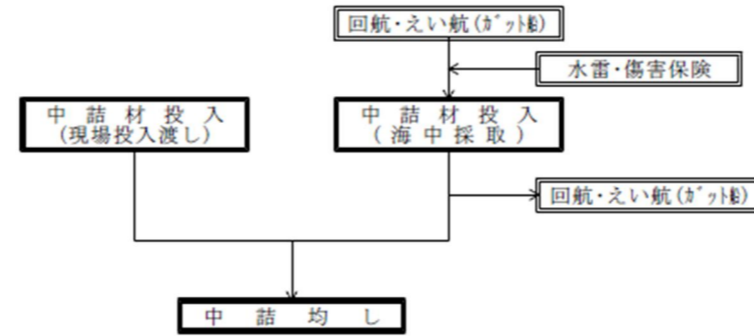 回航・えい航(ｶﾞｯﾄ船)
水雷・傷害保険
中詰材投入
(現場投入渡し)
中詰材投入
(海中採取)
回航・えい航(ｶﾞｯﾄ船)
中詰均し